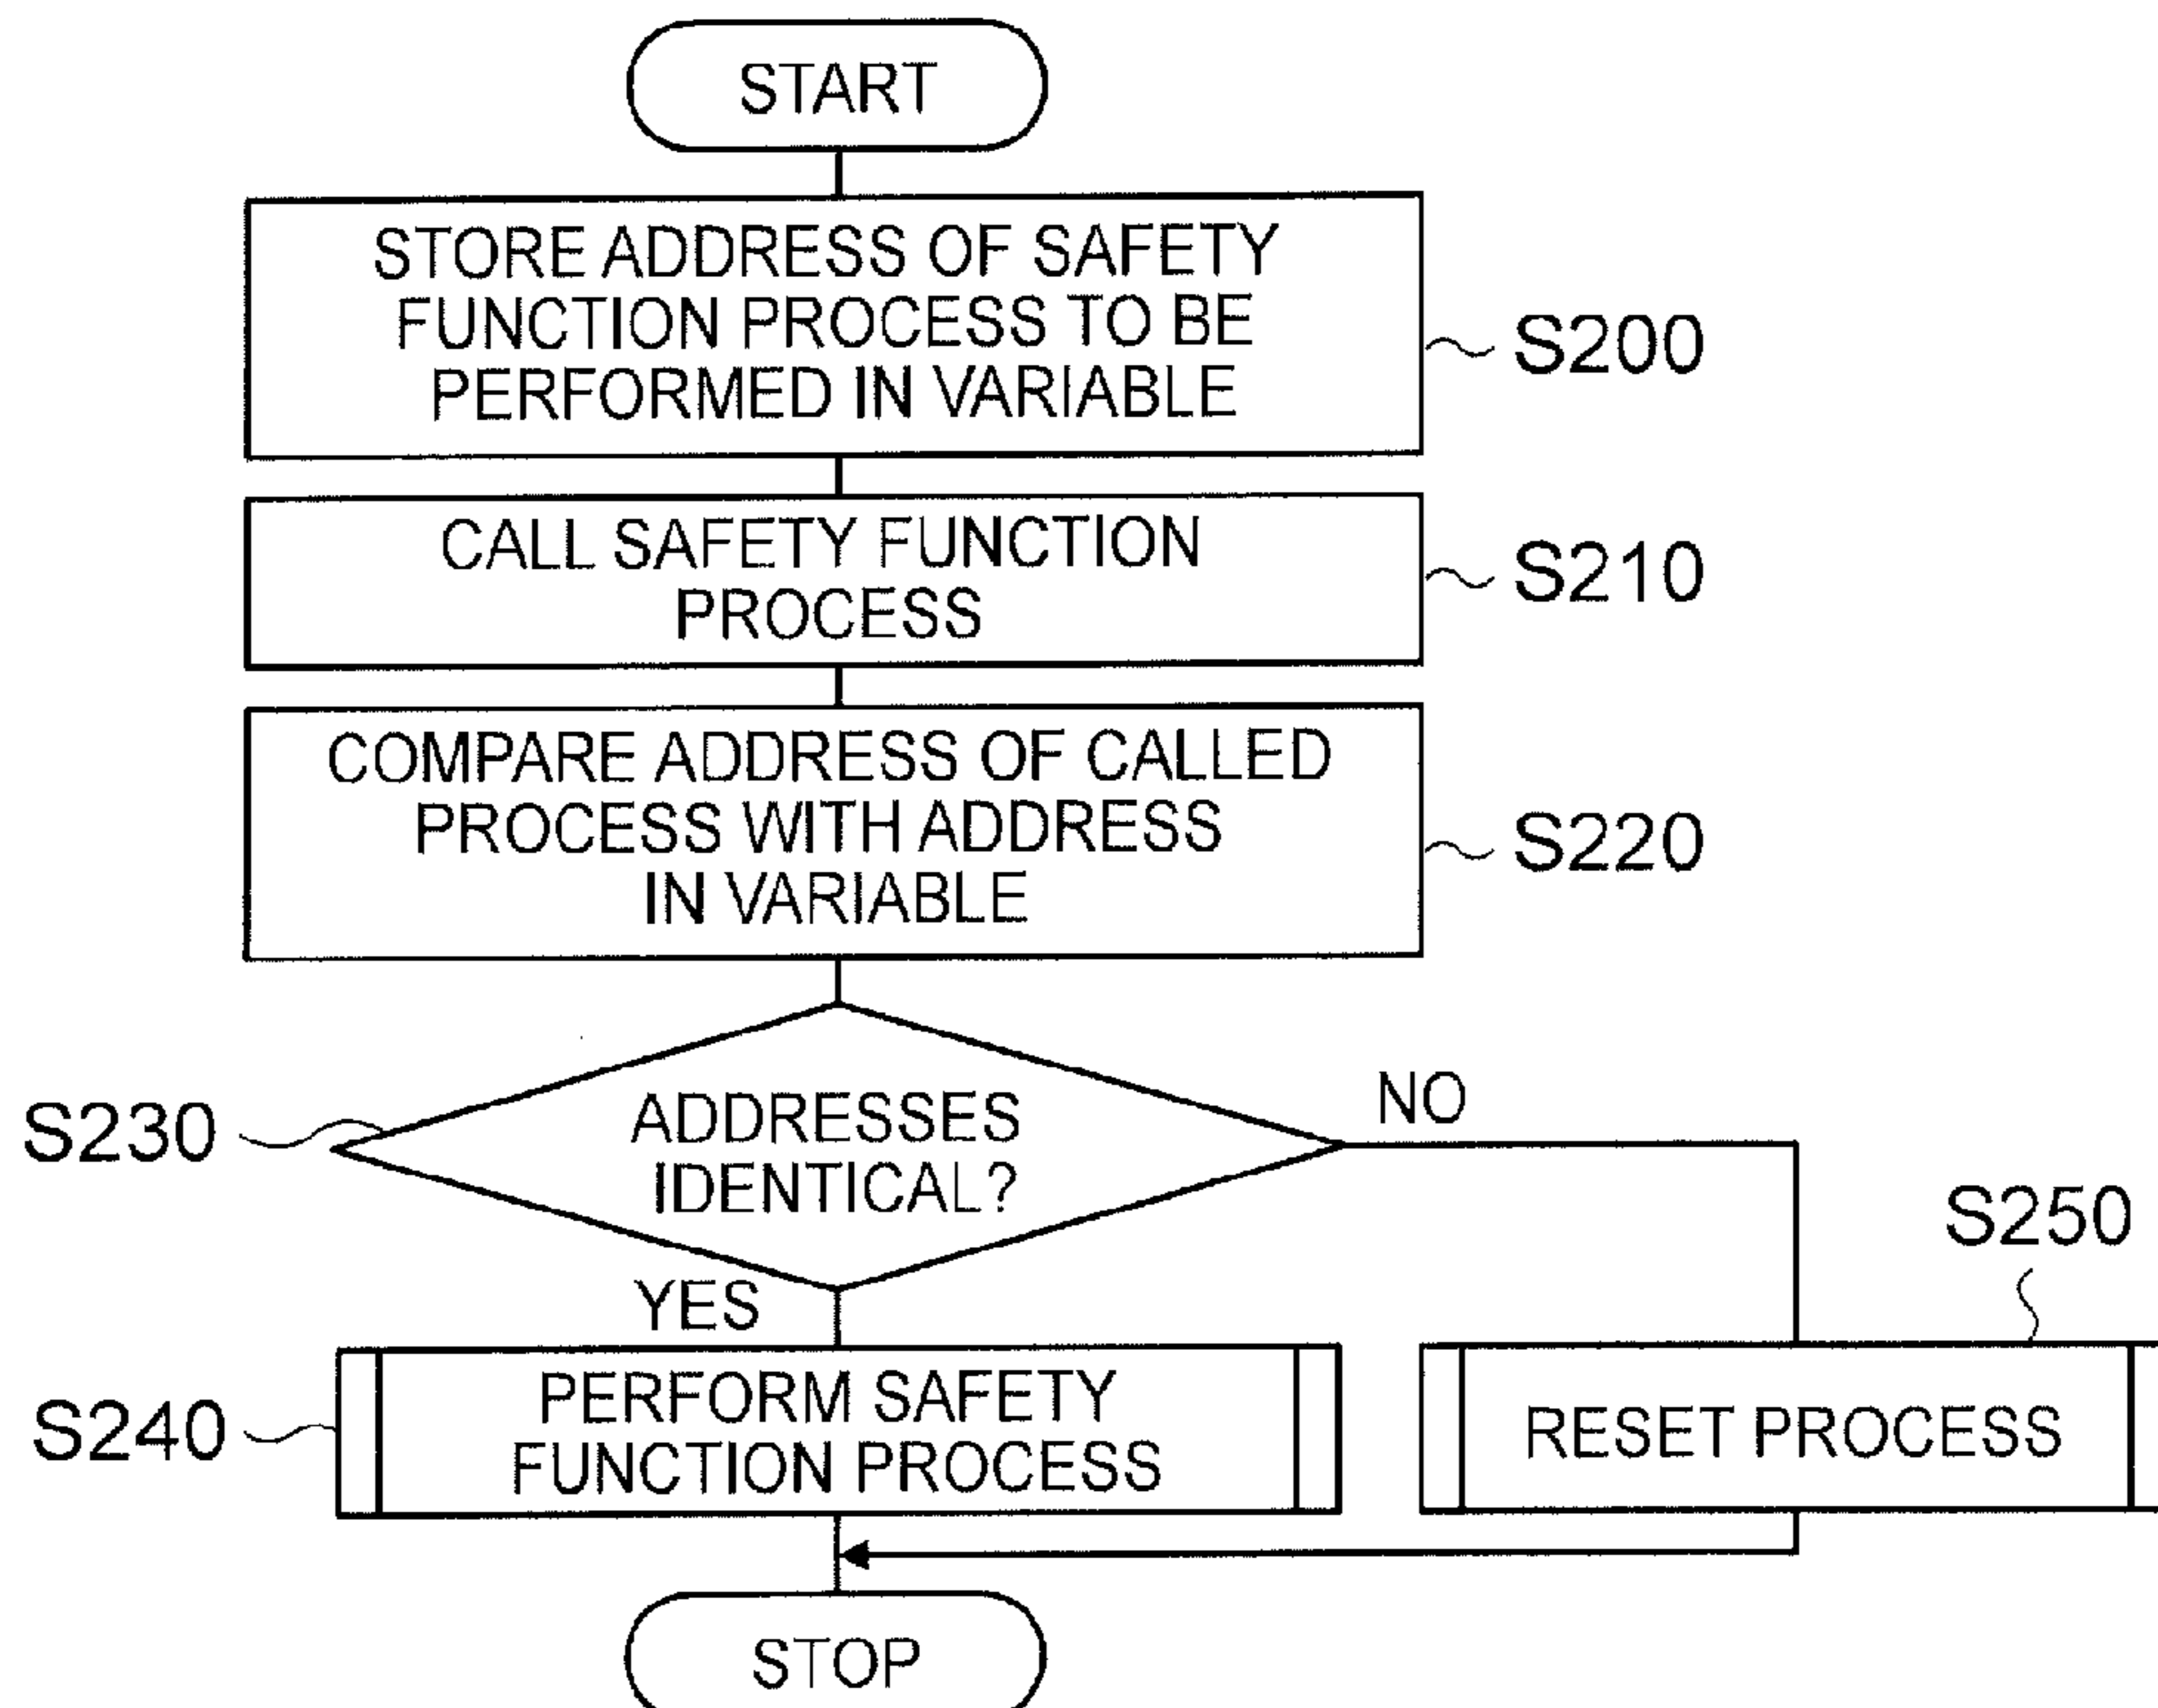 START
STORE ADDRESS OF SAFETY
FUNCTION PROCESS TO BE
PERFORMED IN VARIABLE
S200
CALL SAFETY FUNCTION
PROCESS
S210
COMPARE ADDRESS OF CALLED
PROCESS WITH ADDRESS
IN VARIABLE
S220
S230
ADDRESSES
IDENTICAL?
NO
YES
S250
S240
PERFORM SAFETY
FUNCTION PROCESS
RESET PROCESS
STOP